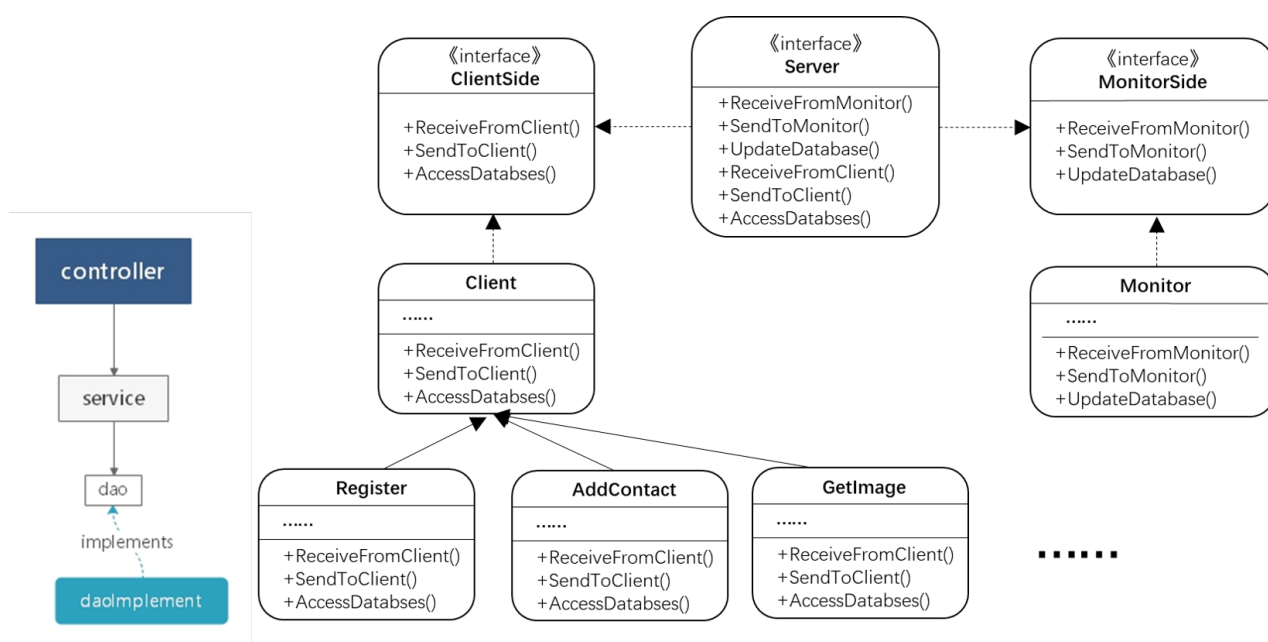 controller
service
dao
implements
daoImplement
《interface》
ClientSide
+ReceiveFromClient()
+SendToClient()
+AccessDatabses()
《interface》
Server
+ReceiveFromMonitor()
+SendToMonitor()
+UpdateDatabase()
+ReceiveFromClient()
+SendToClient()
+AccessDatabses()
《interface》
MonitorSide
+ReceiveFromMonitor()
+SendToMonitor()
+UpdateDatabase()
Client
……
+ReceiveFromClient()
+SendToClient()
+AccessDatabses()
Monitor
……
+ReceiveFromMonitor()
+SendToMonitor()
+UpdateDatabase()
Register
……
+ReceiveFromClient()
+SendToClient()
+AccessDatabses()
AddContact
……
+ReceiveFromClient()
+SendToClient()
+AccessDatabses()
GetImage
……
+ReceiveFromClient()
+SendToClient()
+AccessDatabses()
……